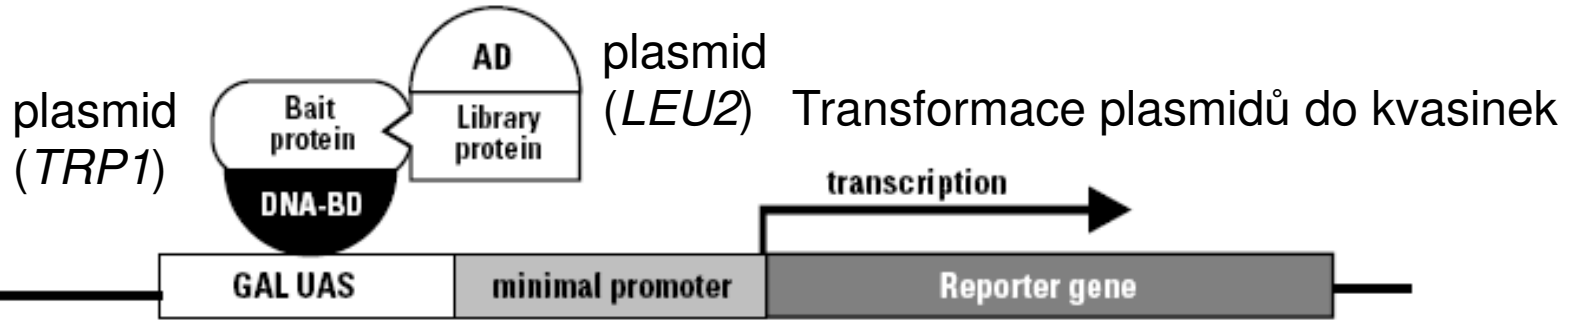 plasmid
(TRP1)
Bait
protein
DNA-BD
AD
Library
protein
plasmid
(LEU2)
Transformace plasmidů do kvasinek
transcription
GAL UAS
minimal promoter
Reporter gene